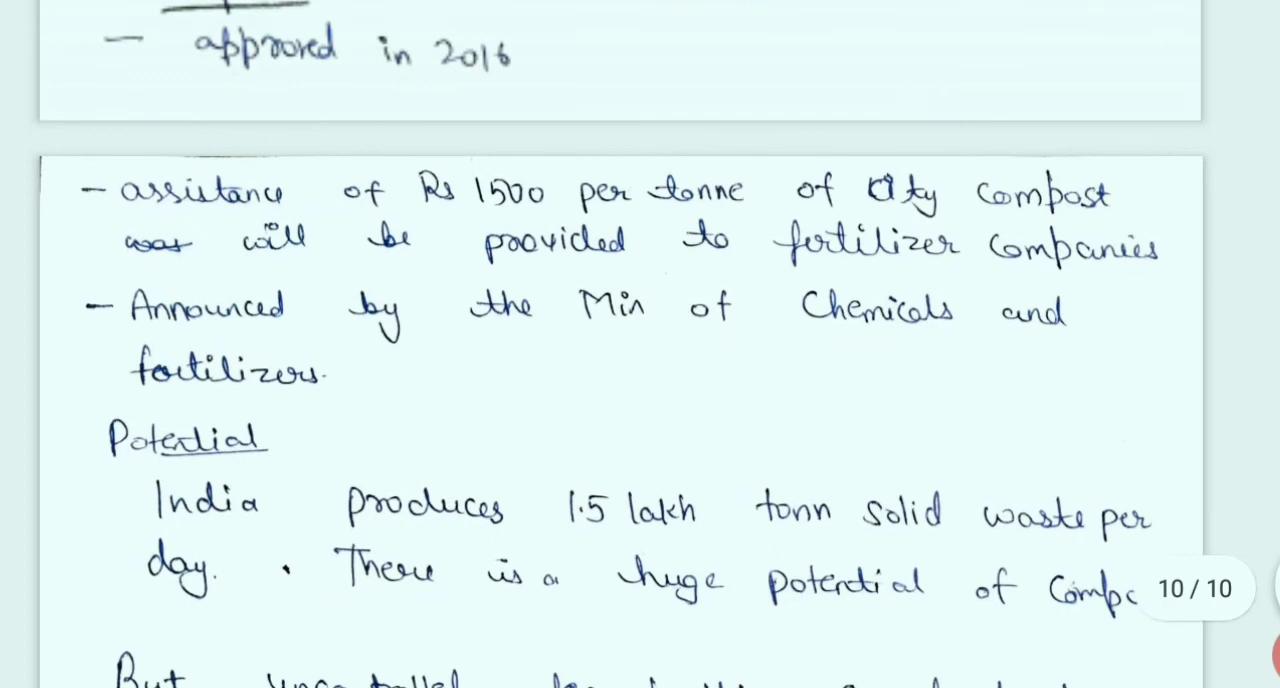 — approved in 2016
- assistance of Rs 1500 per tonne of city compost
was will be provided to fertilizer companies
- Announced by the Min of Chemicals and
fertilizers.
Potential
India produces 1.5 lakh tonn solid waste per
day. There is a huge potential of
10 / 10
But